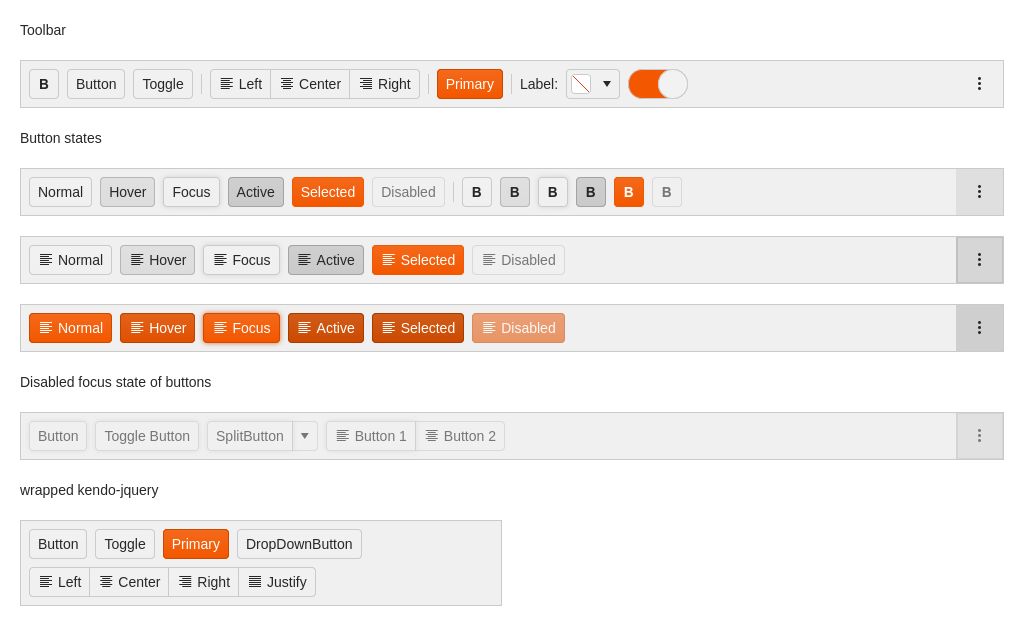 Toolbar
B Button Toggle Left Center Right Primary Label:
Button states
Normal Hover Focus Active Selected Disabled B B B B B B
Normal Hover Focus Active Selected Disabled
Normal Hover Focus Active Selected Disabled
Disabled focus state of buttons
Button Toggle Button SplitButton Button 1 Button 2
wrapped kendo-jquery
Button Toggle Primary DropDownButton
Left Center Right Justify